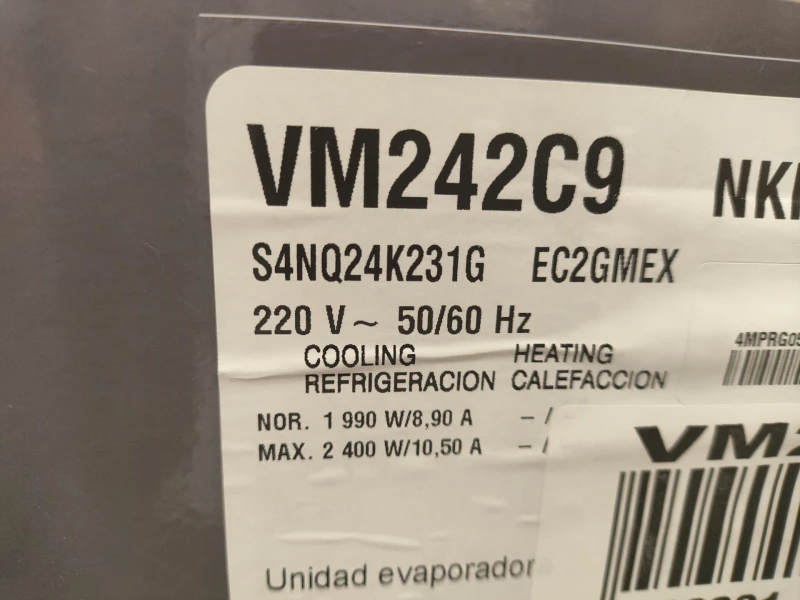 VM242C9
S4NQ24K231G EC2GMEX
220 V~ 50/60 Hz
COOLING HEATING
REFRIGERACION CALEFACCION
NOR. 1 990 W/8,90 A - /
MAX. 2 400 W/10,50 A - /
Unidad evaporador